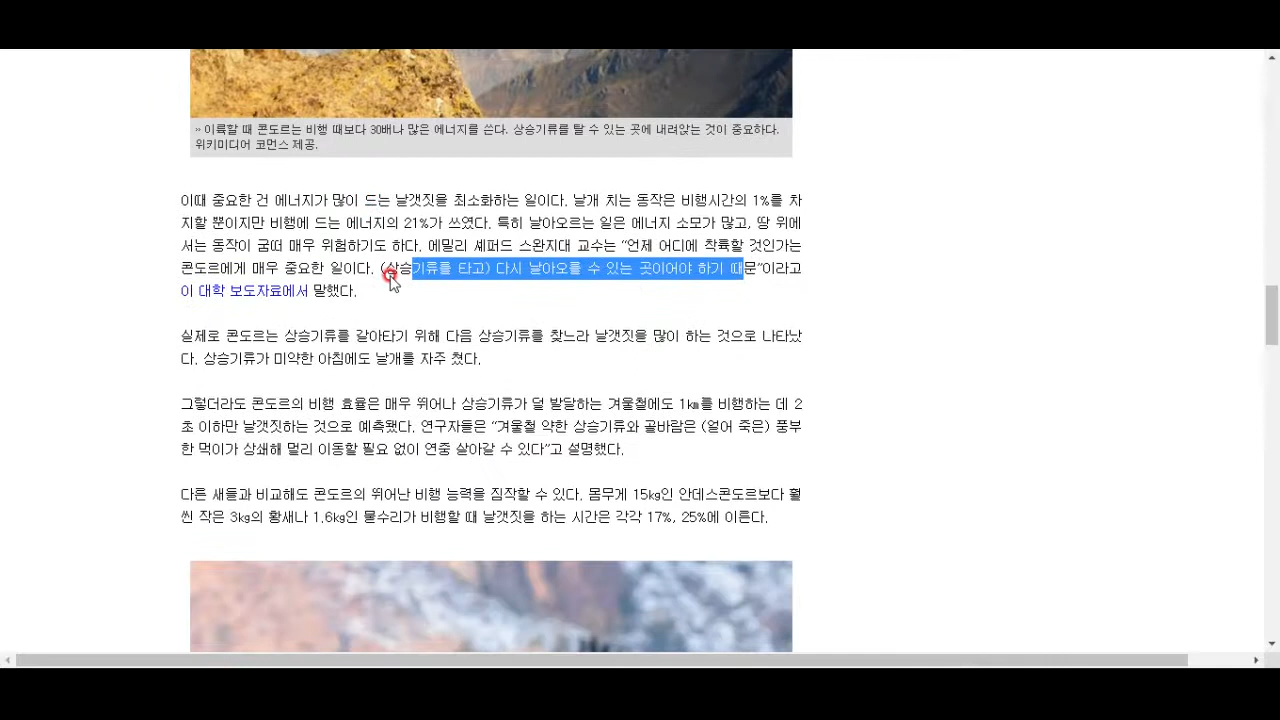 » 이륙할 때 콘도르는 비행 때보다 30배나 많은 에너지를 쓴다. 상승기류를 탈 수 있는 곳에 내려앉는 것이 중요하다.
위키미디어 코먼스 제공.
이때 중요한 건 에너지가 많이 드는 날갯짓을 최소화하는 일이다. 날개 치는 동작은 비행시간의 1%를 차
지할 뿐이지만 비행에 드는 에너지의 21%가 쓰였다. 특히 날아오르는 일은 에너지 소모가 많고, 땅 위에
서는 동작이 굼떠 매우 위험하기도 하다. 에밀리 셰퍼드 스완지대 교수는 “언제 어디에 착륙할 것인가는
콘도르에게 매우 중요한 일이다. (상승기류를 타고) 다시 날아오를 수 있는 곳이어야 하기 때문”이라고
이 대학 보도자료에서 말했다.
실제로 콘도르는 상승기류를 갈아타기 위해 다음 상승기류를 찾느라 날갯짓을 많이 하는 것으로 나타났
다. 상승기류가 미약한 아침에도 날개를 자주 쳤다.
그렇더라도 콘도르의 비행 효율은 매우 뛰어나 상승기류가 덜 발달하는 겨울철에도 1㎞를 비행하는 데 2
초 이하만 날갯짓하는 것으로 예측됐다. 연구자들은 “겨울철 약한 상승기류와 골바람은 (얼어 죽은) 풍부
한 먹이가 상쇄해 멀리 이동할 필요 없이 연중 살아갈 수 있다”고 설명했다.
다른 새들과 비교해도 콘도르의 뛰어난 비행 능력을 짐작할 수 있다. 몸무게 15㎏인 안데스콘도르보다 훨
씬 작은 3㎏의 황새나 1.6㎏인 물수리가 비행할 때 날갯짓을 하는 시간은 각각 17%, 25%에 이른다.